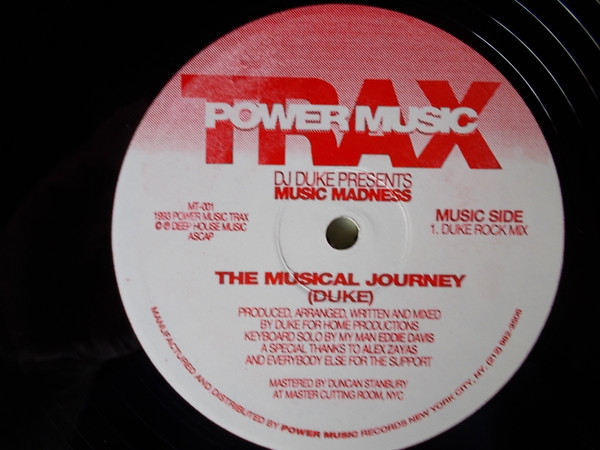 TRAX
POWER MUSIC
DJ DUKE PRESENTS
MUSIC MADNESS
MT-001
1993 POWER MUSIC TRAX
© ℗ DEEP HOUSE MUSIC
ASCAP
MUSIC SIDE
1. DUKE ROCK MIX
THE MUSICAL JOURNEY
(DUKE)
PRODUCED, ARRANGED, WRITTEN AND MIXED
BY DUKE FOR HOME PRODUCTIONS
KEYBOARD SOLO BY MY MAN EDDIE DAVIS
A SPECIAL THANKS TO ALEX ZAYAS
AND EVERYBODY ELSE FOR THE SUPPORT
MASTERED BY DUNCAN STANBURY
AT MASTER CUTTING ROOM, NYC
MANUFACTURED AND DISTRIBUTED BY POWER MUSIC RECORDS NEW YORK CITY, NY.